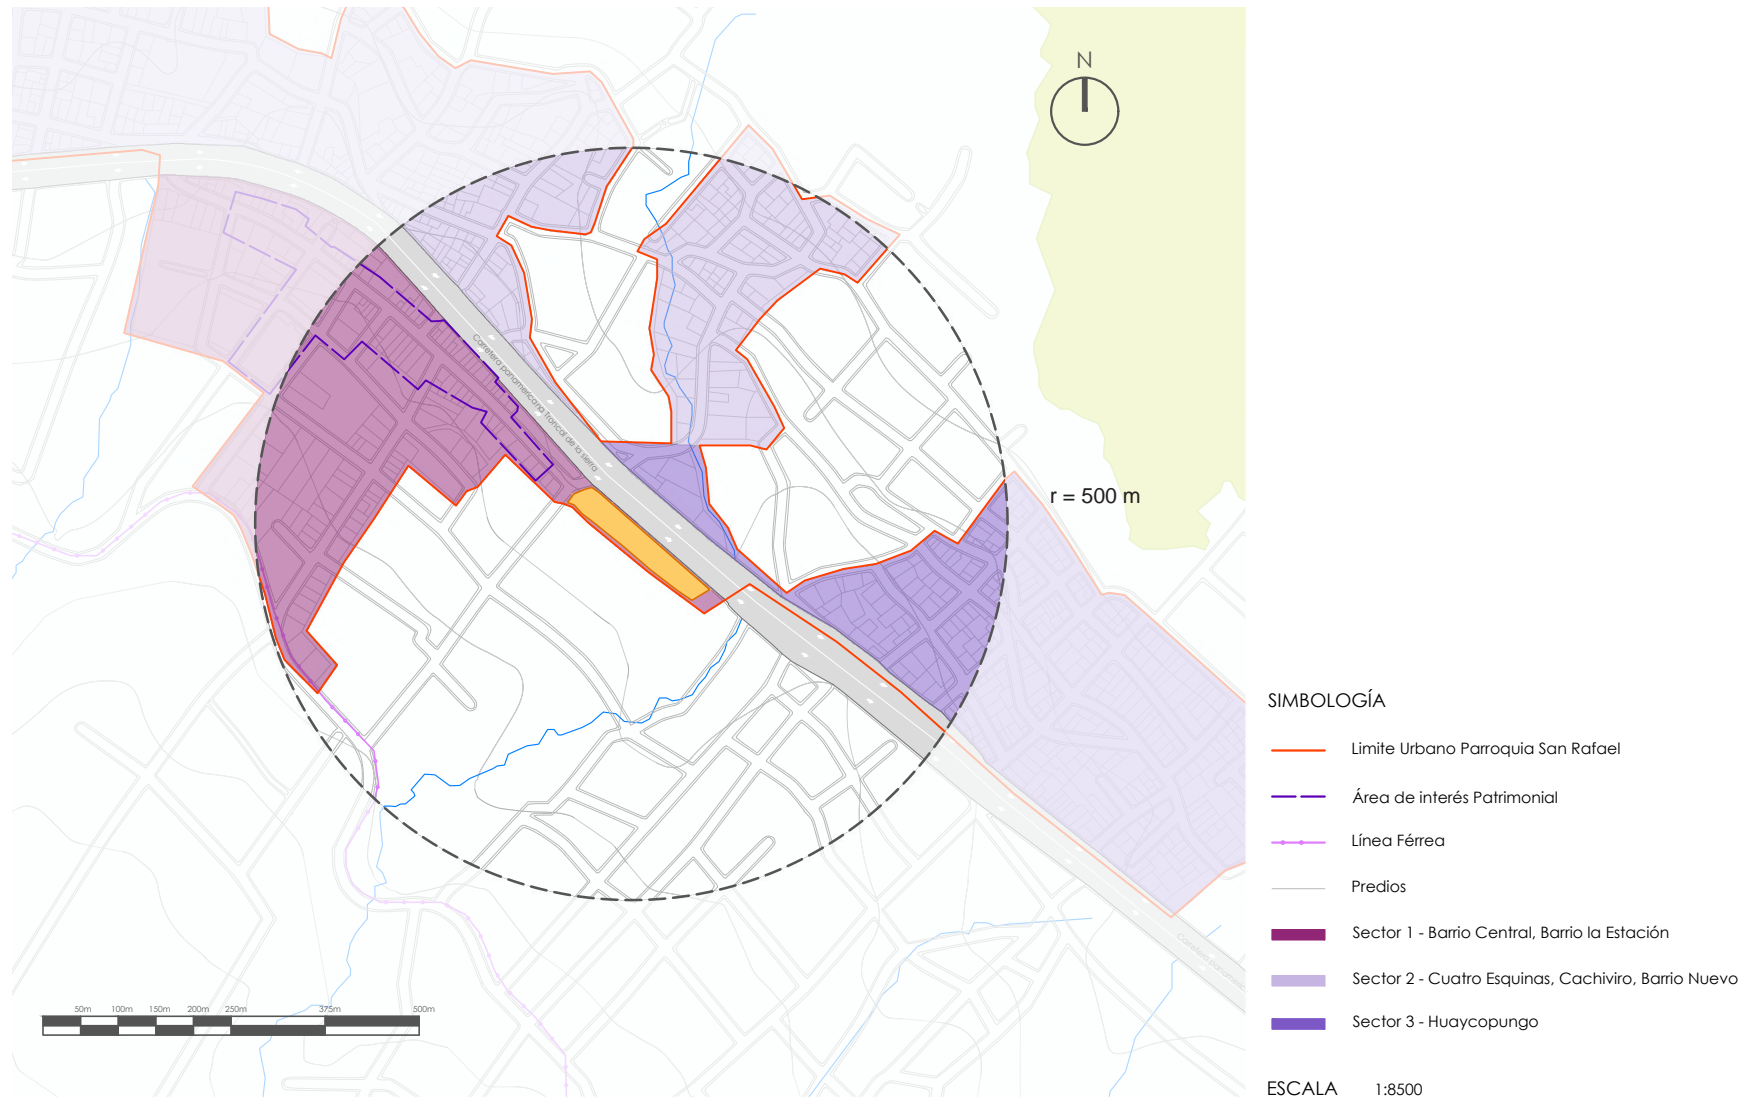 N
Carretera panamericana Troncal de la sierra
r = 500 m
Carretera panameric
50m 100m 150m 200m 250m 375m 500m
SIMBOLOGÍA
Limite Urbano Parroquia San Rafael
Área de interés Patrimonial
Línea Férrea
Predios
Sector 1 - Barrio Central, Barrio la Estación
Sector 2 - Cuatro Esquinas, Cachiviro, Barrio Nuevo
Sector 3 - Huaycopungo
ESCALA 1:8500